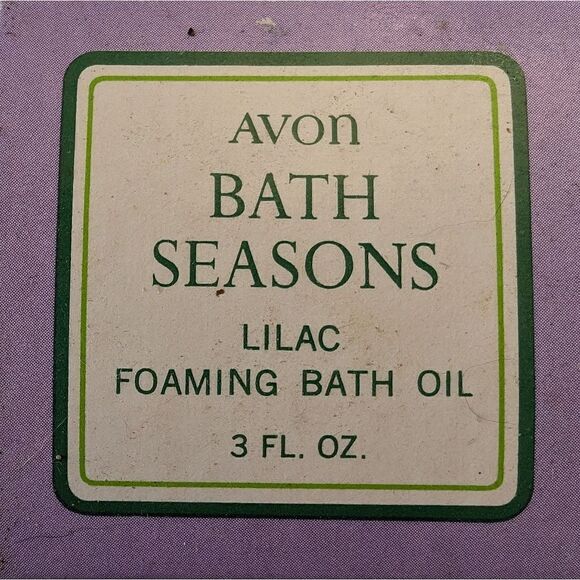 AVON
BATH
SEASONS
LILAC
FOAMING BATH OIL
3 FL. OZ.